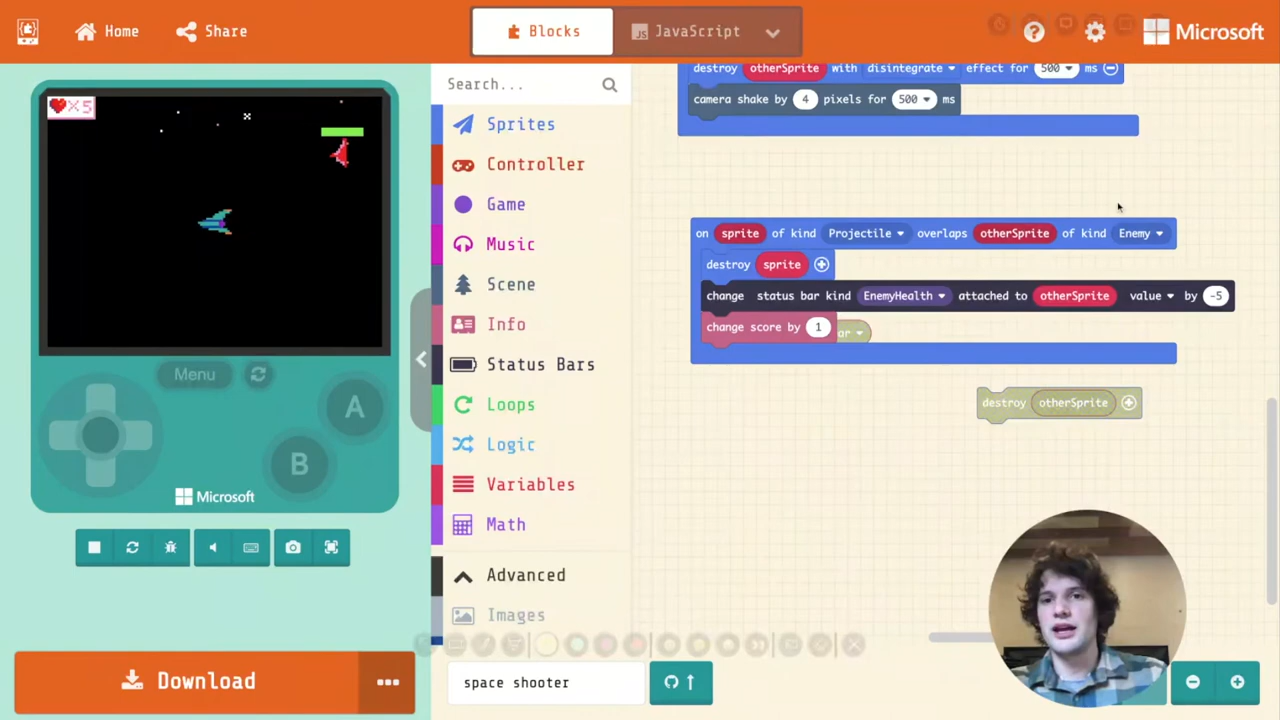 Home
Share
Blocks
JavaScript
Microsoft
×5
Menu
A
B
Microsoft
Download
Search...
Sprites
Controller
Game
Music
Scene
Info
Status Bars
Loops
Logic
Variables
Math
Advanced
Images
destroy otherSprite with disintegrate effect for 500 ms
camera shake by 4 pixels for 500 ms
on sprite of kind Projectile overlaps otherSprite of kind Enemy
destroy sprite
change status bar kind EnemyHealth attached to otherSprite value by -5
change score by 1
destroy otherSprite
space shooter